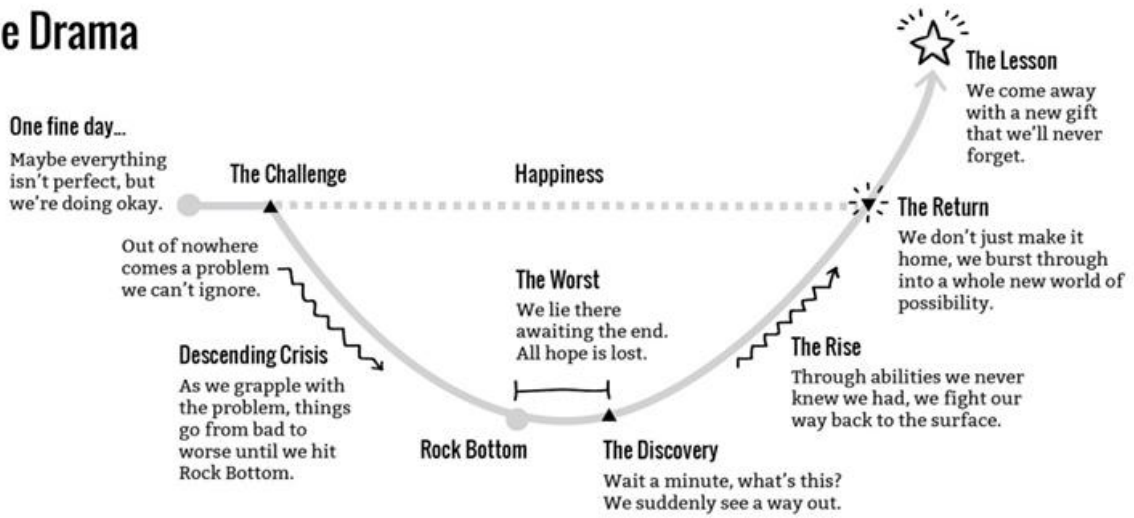 e Drama
One fine day...
Maybe everything
isn't perfect, but
we're doing okay.
The Challenge
Out of nowhere
comes a problem
we can't ignore.
Happiness
Descending Crisis
As we grapple with
the problem, things
go from bad to
worse until we hit
Rock Bottom.
The Worst
We lie there
awaiting the end.
All hope is lost.
Rock Bottom
The Discovery
Wait a minute, what's this?
We suddenly see a way out.
The Rise
Through abilities we never
knew we had, we fight our
way back to the surface.
The Return
We don't just make it
home, we burst through
into a whole new world of
possibility.
The Lesson
We come away
with a new gift
that we'll never
forget.